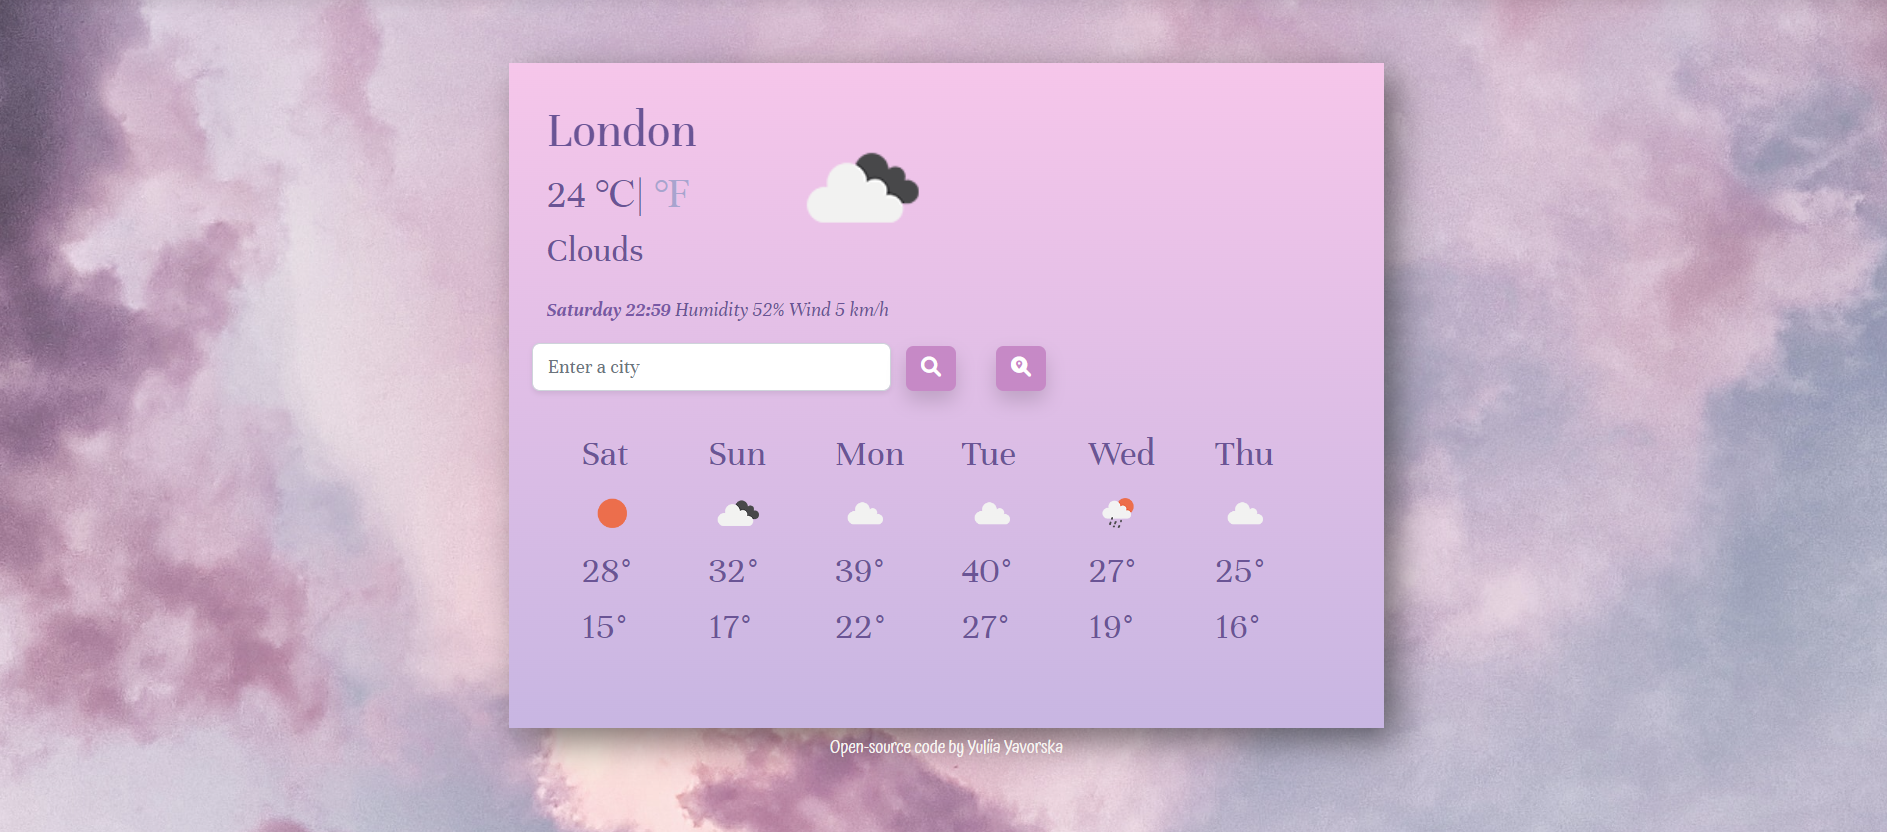 London
24 °C| °F
Clouds
Saturday 22:59 Humidity 52% Wind 5 km/h
Enter a city
Sat Sun Mon Tue Wed Thu
28° 32° 39° 40° 27° 25°
15° 17° 22° 27° 19° 16°
Open-source code by Yuliia Yavorska